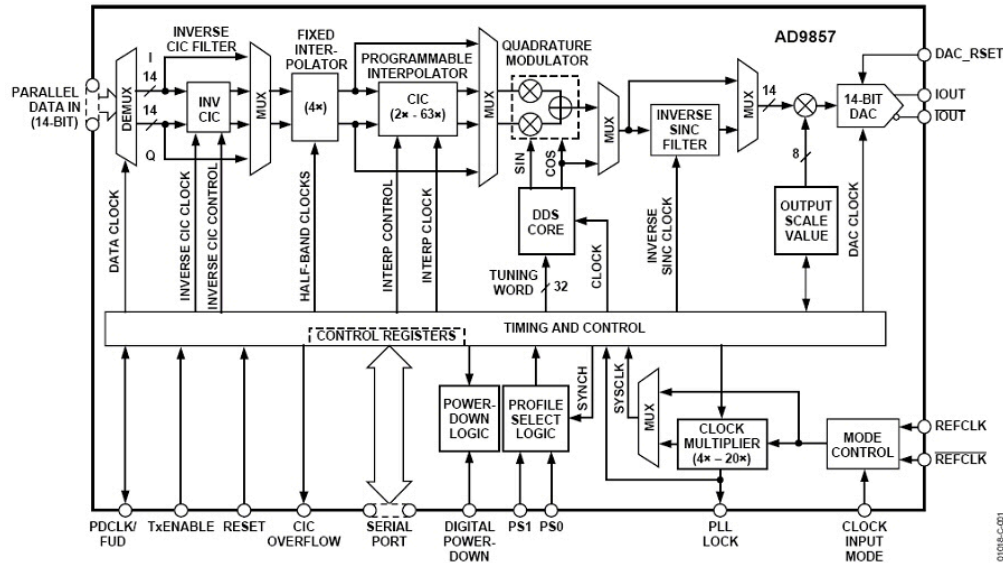 AD9857
PARALLEL
DATA IN
(14-BIT)
DEMUX
I
14
14
Q
INVERSE
CIC FILTER
INV
CIC
MUX
FIXED
INTER-
POLATOR
(4×)
PROGRAMMABLE
INTERPOLATOR
CIC
(2× - 63×)
MUX
QUADRATURE
MODULATOR
SIN
COS
DDS
CORE
TUNING
WORD
32
CLOCK
MUX
INVERSE
SINC
FILTER
MUX
14
8
OUTPUT
SCALE
VALUE
14-BIT
DAC
DAC_RSET
IOUT
IOUT
DATA CLOCK
INVERSE CIC CLOCK
INVERSE CIC CONTROL
HALF-BAND CLOCKS
INTERP CONTROL
INTERP CLOCK
INVERSE
SINC CLOCK
DAC CLOCK
TIMING AND CONTROL
CONTROL REGISTERS
POWER-
DOWN
LOGIC
PROFILE
SELECT
LOGIC
SYNCH
SYSCLK
MUX
CLOCK
MULTIPLIER
(4× – 20×)
MODE
CONTROL
REFCLK
REFCLK
PDCLK/
FUD
TxENABLE
RESET
CIC
OVERFLOW
SERIAL
PORT
DIGITAL
POWER-
DOWN
PS1
PS0
PLL
LOCK
CLOCK
INPUT
MODE
01018-C-001